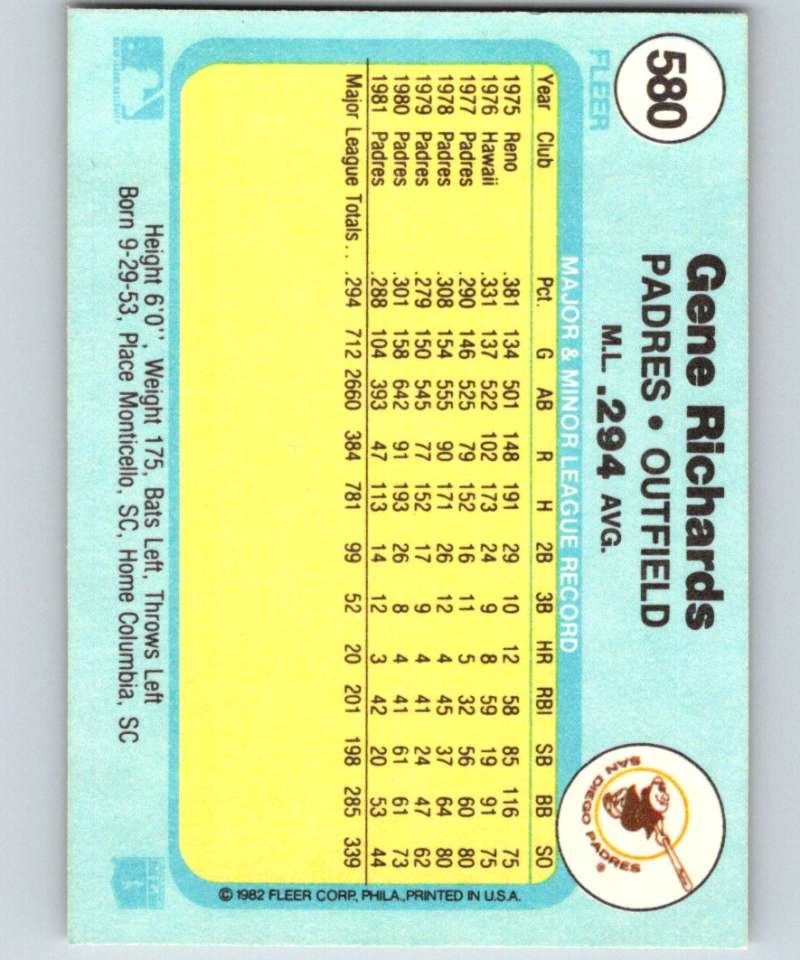 580
FLEER
Gene Richards
PADRES • OUTFIELD
M.L. .294 AVG.
SAN DIEGO PADRES ®
MAJOR & MINOR LEAGUE RECORD
Year Club Pct. G AB R H 2B 3B HR RBI SB BB SO
1975 Reno .381 134 501 148 191 29 10 12 58 85 116 75
1976 Hawaii .331 137 522 102 173 24 9 8 59 19 91 75
1977 Padres .290 146 525 79 152 16 11 5 32 56 60 80
1978 Padres .308 154 555 90 171 26 12 4 45 37 64 80
1979 Padres .279 150 545 77 152 17 9 4 41 24 47 62
1980 Padres .301 158 642 91 193 26 8 4 41 61 61 73
1981 Padres .288 104 393 47 113 14 12 3 42 20 53 44
Major League Totals . . .294 712 2660 384 781 99 52 20 201 198 285 339
© 1982 FLEER CORP., PHILA., PRINTED IN U.S.A.
Height 6'0'', Weight 175, Bats Left, Throws Left
Born 9-29-53, Place Monticello, SC, Home Columbia, SC